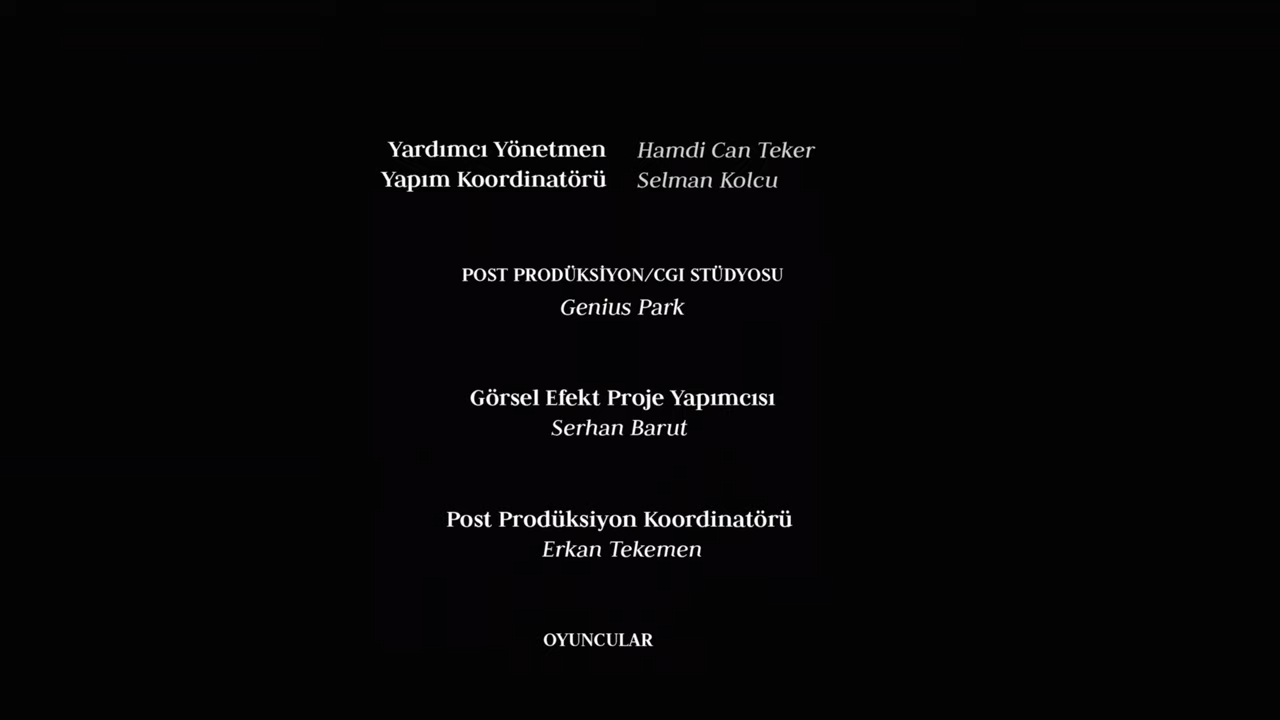 Yardımcı Yönetmen Hamdi Can Teker
Yapım Koordinatörü Selman Kolcu
POST PRODÜKSİYON/CGI STÜDYOSU
Genius Park
Görsel Efekt Proje Yapımcısı
Serhan Barut
Post Prodüksiyon Koordinatörü
Erkan Tekemen
OYUNCULAR